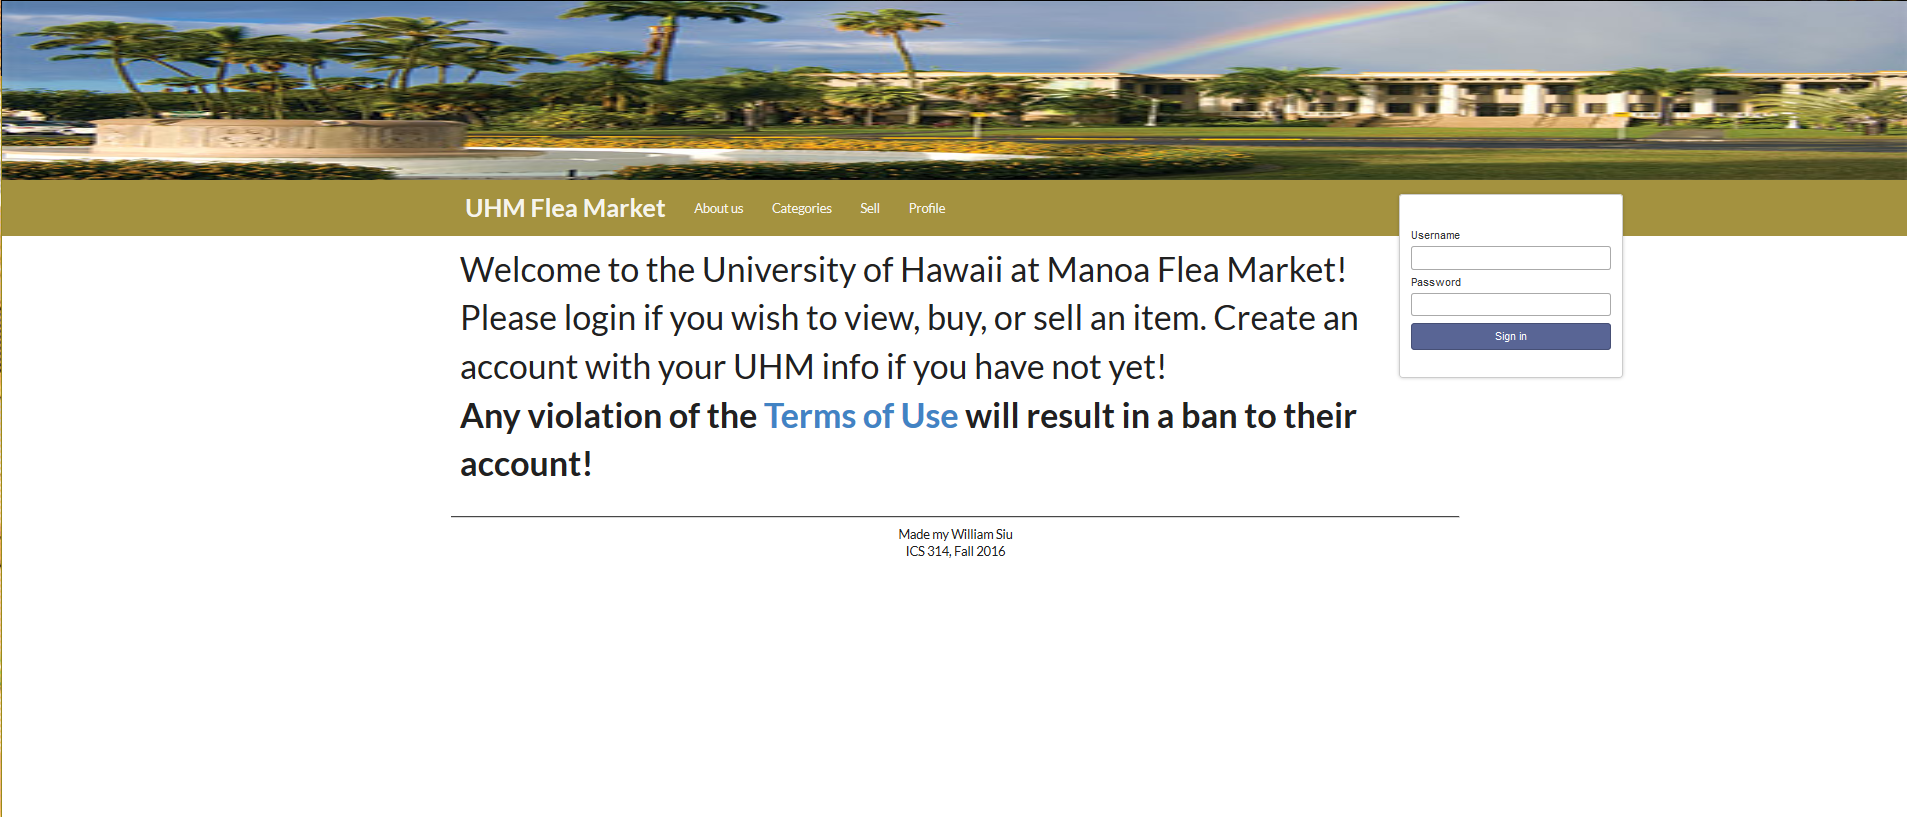 UHM Flea Market About us Categories Sell Profile
Username
Password
Sign in
Welcome to the University of Hawaii at Manoa Flea Market!
Please login if you wish to view, buy, or sell an item. Create an
account with your UHM info if you have not yet!
Any violation of the Terms of Use will result in a ban to their
account!
Made my William Siu
ICS 314, Fall 2016